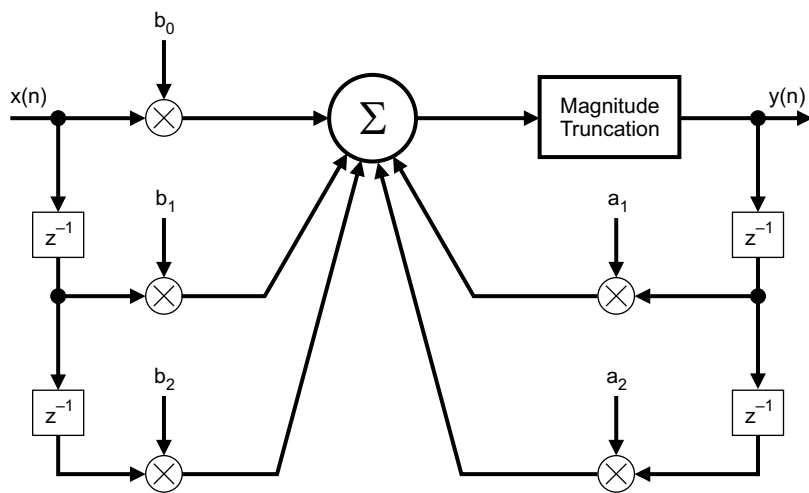 b₀
x(n)
Σ
Magnitude
Truncation
y(n)
b₁
a₁
z⁻¹
z⁻¹
b₂
a₂
z⁻¹
z⁻¹